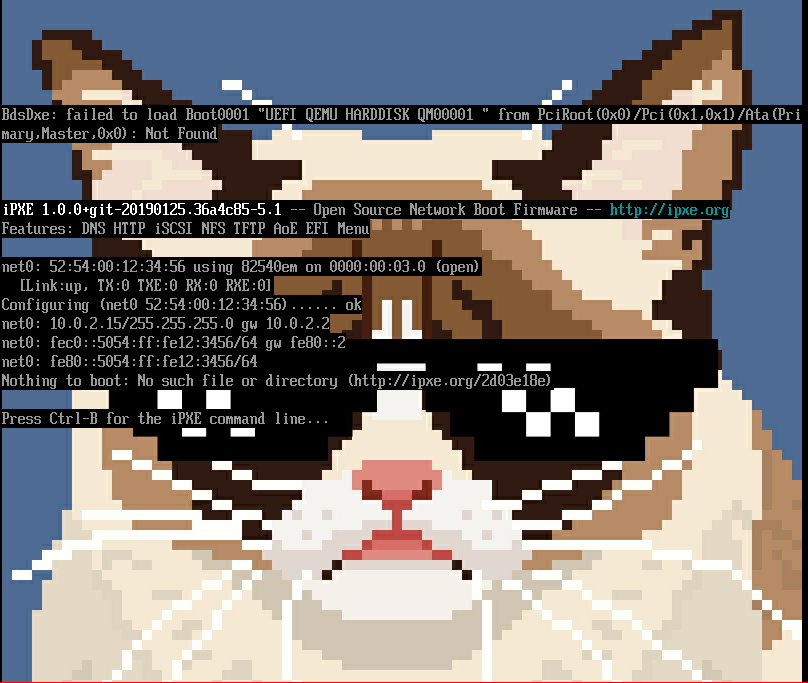 BdsDxe: failed to load Boot0001 "UEFI QEMU HARDDISK QM00001 " from PciRoot(0x0)/Pci(0x1,0x1)/Ata(Pri
mary,Master,0x0): Not Found
iPXE 1.0.0+git-20190125.36a4c85-5.1 -- Open Source Network Boot Firmware -- http://ipxe.org
Features: DNS HTTP iSCSI NFS TFTP AoE EFI Menu
net0: 52:54:00:12:34:56 using 82540em on 0000:00:03.0 (open)
[Link:up, TX:0 TXE:0 RX:0 RXE:0]
Configuring (net0 52:54:00:12:34:56)...... ok
net0: 10.0.2.15/255.255.255.0 gw 10.0.2.2
net0: fec0::5054:ff:fe12:3456/64 gw fe80::2
net0: fe80::5054:ff:fe12:3456/64
Nothing to boot: No such file or directory (http://ipxe.org/2d03e18e)
Press Ctrl-B for the iPXE command line...